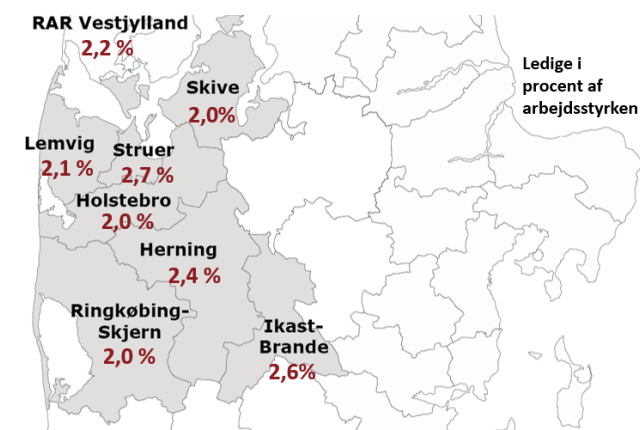 RAR Vestjylland
2,2 %
Skive
2,0%
Ledige i
procent af
arbejdsstyrken
Lemvig
2,1 %
Struer
2,7 %
Holstebro
2,0 %
Herning
2,4 %
Ringkøbing-
Skjern
2,0 %
Ikast-
Brande
2,6%